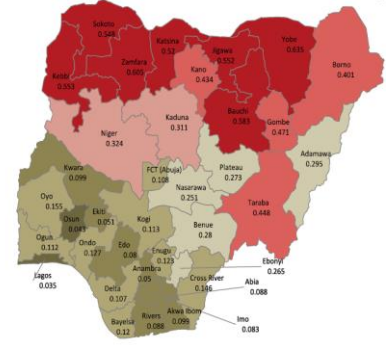 Sokoto
0.548
Katsina
0.52
Jigawa
0.552
Yobe
0.635
Borno
0.401
Zamfara
0.605
Kano
0.434
Kebbi
0.553
Bauchi
0.583
Gombe
0.471
Kaduna
0.311
Niger
0.324
Adamawa
0.295
Plateau
0.273
Kwara
0.099
FCT (Abuja)
0.108
Nasarawa
0.251
Taraba
0.448
Oyo
0.155
Ekiti
0.051
Kogi
0.113
Benue
0.28
Osun
0.043
Ogun
0.112
Ondo
0.127
Edo
0.08
Enugu
0.123
Ebonyi
0.265
Anambra
0.05
Cross River
0.146
Abia
0.088
Lagos
0.035
Delta
0.107
Imo
0.083
Bayelsa
0.12
Rivers
0.088
Akwa Ibom
0.099